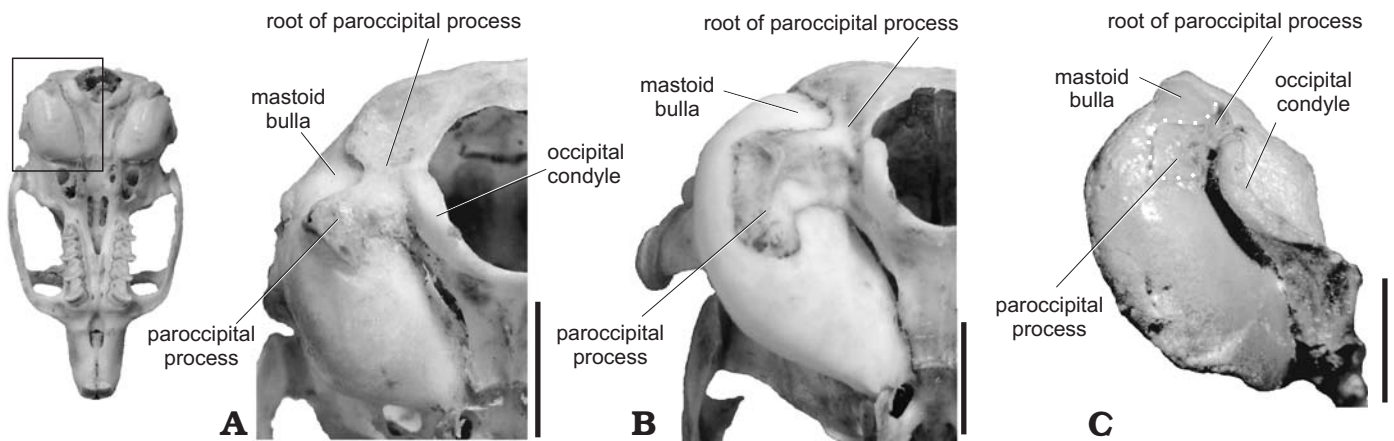 root of paroccipital process
mastoid
bulla
occipital
condyle
paroccipital
process
A
root of paroccipital process
mastoid
bulla
paroccipital
process
B
root of paroccipital process
mastoid
bulla
occipital
condyle
paroccipital
process
C